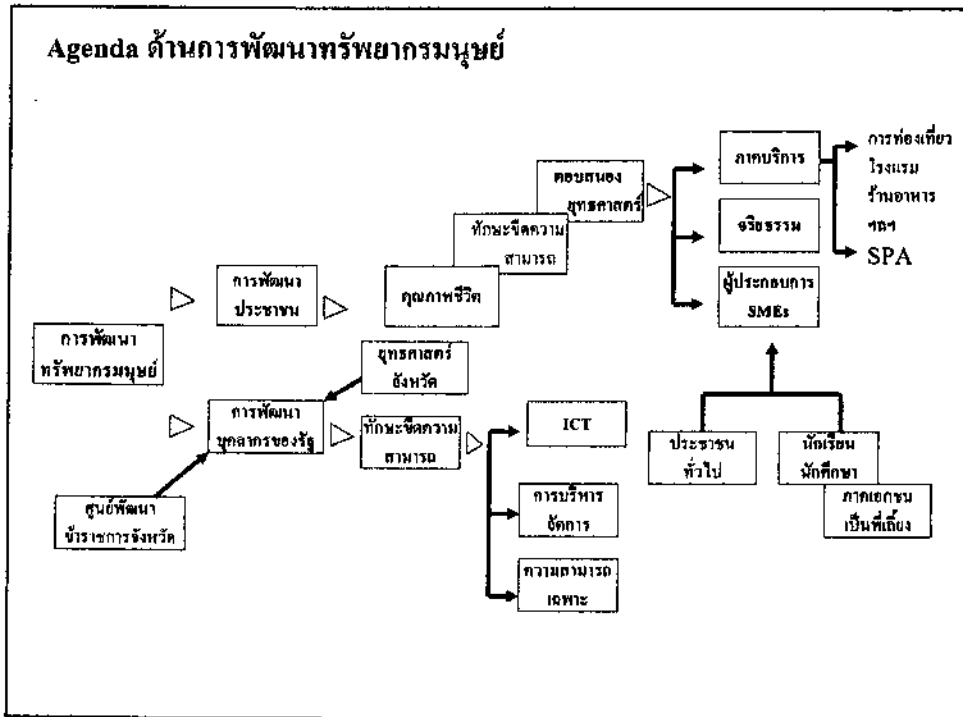 Agenda ด้านการพัฒนาทรัพยากรมนุษย์
ตอบสนอง
ยุทธศาสตร์
ทักษะขีดความ
สามารถ
คุณภาพชีวิต
การพัฒนา
ประชาชน
การพัฒนา
ทรัพยากรมนุษย์
ภาคบริการ
จริยธรรม
ผู้ประกอบการ
SMEs
การท่องเที่ยว
โรงแรม
ร้านอาหาร
ฯลฯ
SPA
ยุทธศาสตร์
จังหวัด
การพัฒนา
บุคลากรของรัฐ
ทักษะขีดความ
สามารถ
ศูนย์พัฒนา
ข้าราชการจังหวัด
ICT
การบริหาร
จัดการ
ความสามารถ
เฉพาะ
ประชาชน
ทั่วไป
นักเรียน
นักศึกษา
ภาคเอกชน
เป็นพี่เลี้ยง